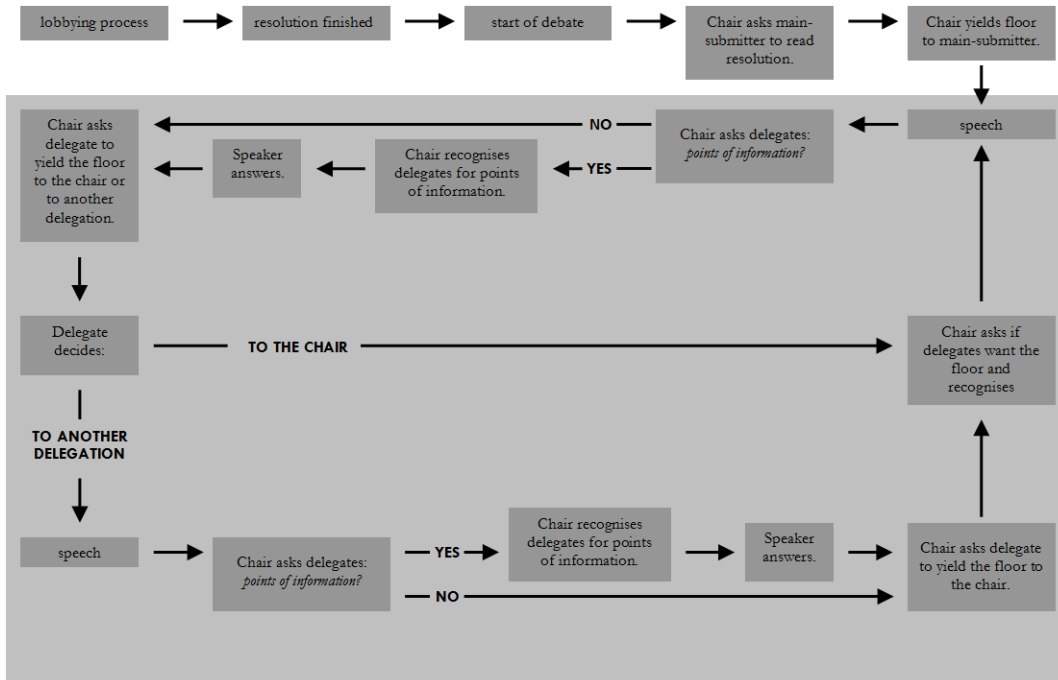 lobbying process
resolution finished
start of debate
Chair asks main-
submitter to read
resolution.
Chair yields floor
to main-submitter.
speech
Chair asks delegates:
points of information?
NO
YES
Chair recognises
delegates for points
of information.
Speaker
answers.
Chair asks
delegate to
yield the floor
to the chair or
to another
delegation.
Delegate
decides:
TO THE CHAIR
Chair asks if
delegates want the
floor and
recognises
TO ANOTHER
DELEGATION
speech
Chair asks delegates:
points of information?
YES
NO
Chair recognises
delegates for points
of information.
Speaker
answers.
Chair asks delegate
to yield the floor to
the chair.